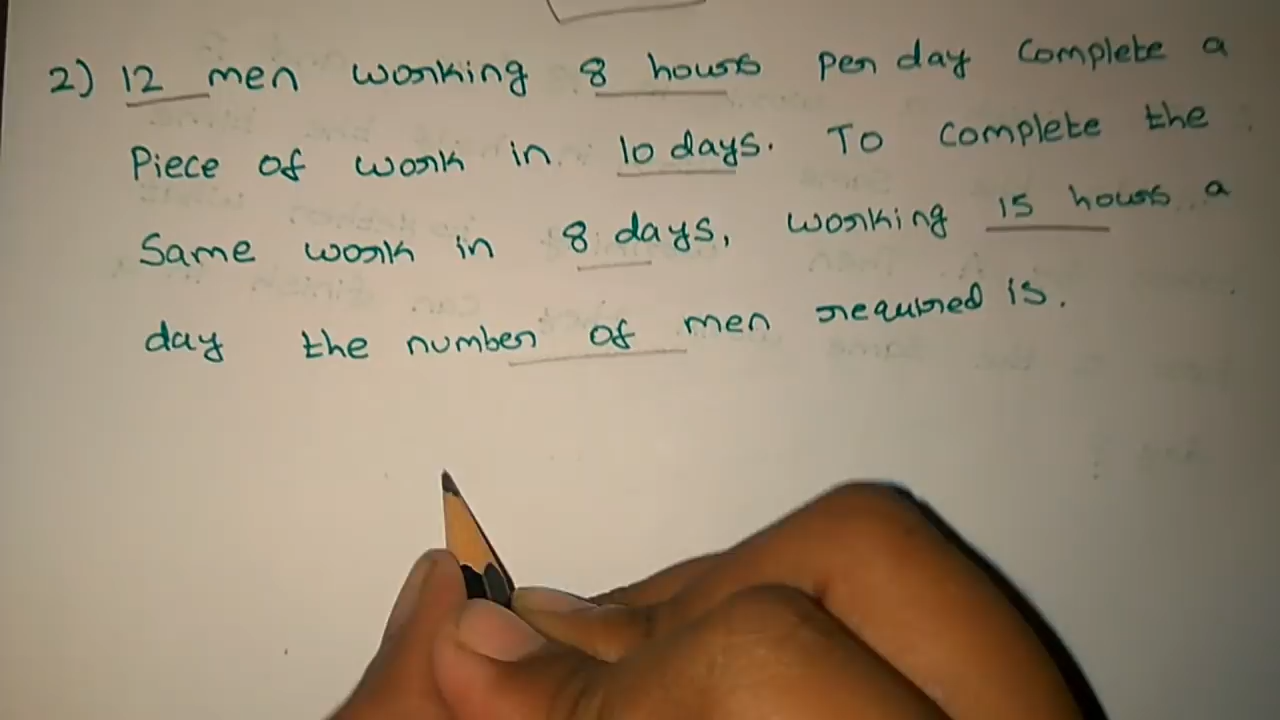 2) 12 men working 8 hours per day complete a
Piece of work in 10 days. To complete the
Same work in 8 days, working 15 hours a
day the number of men required is.